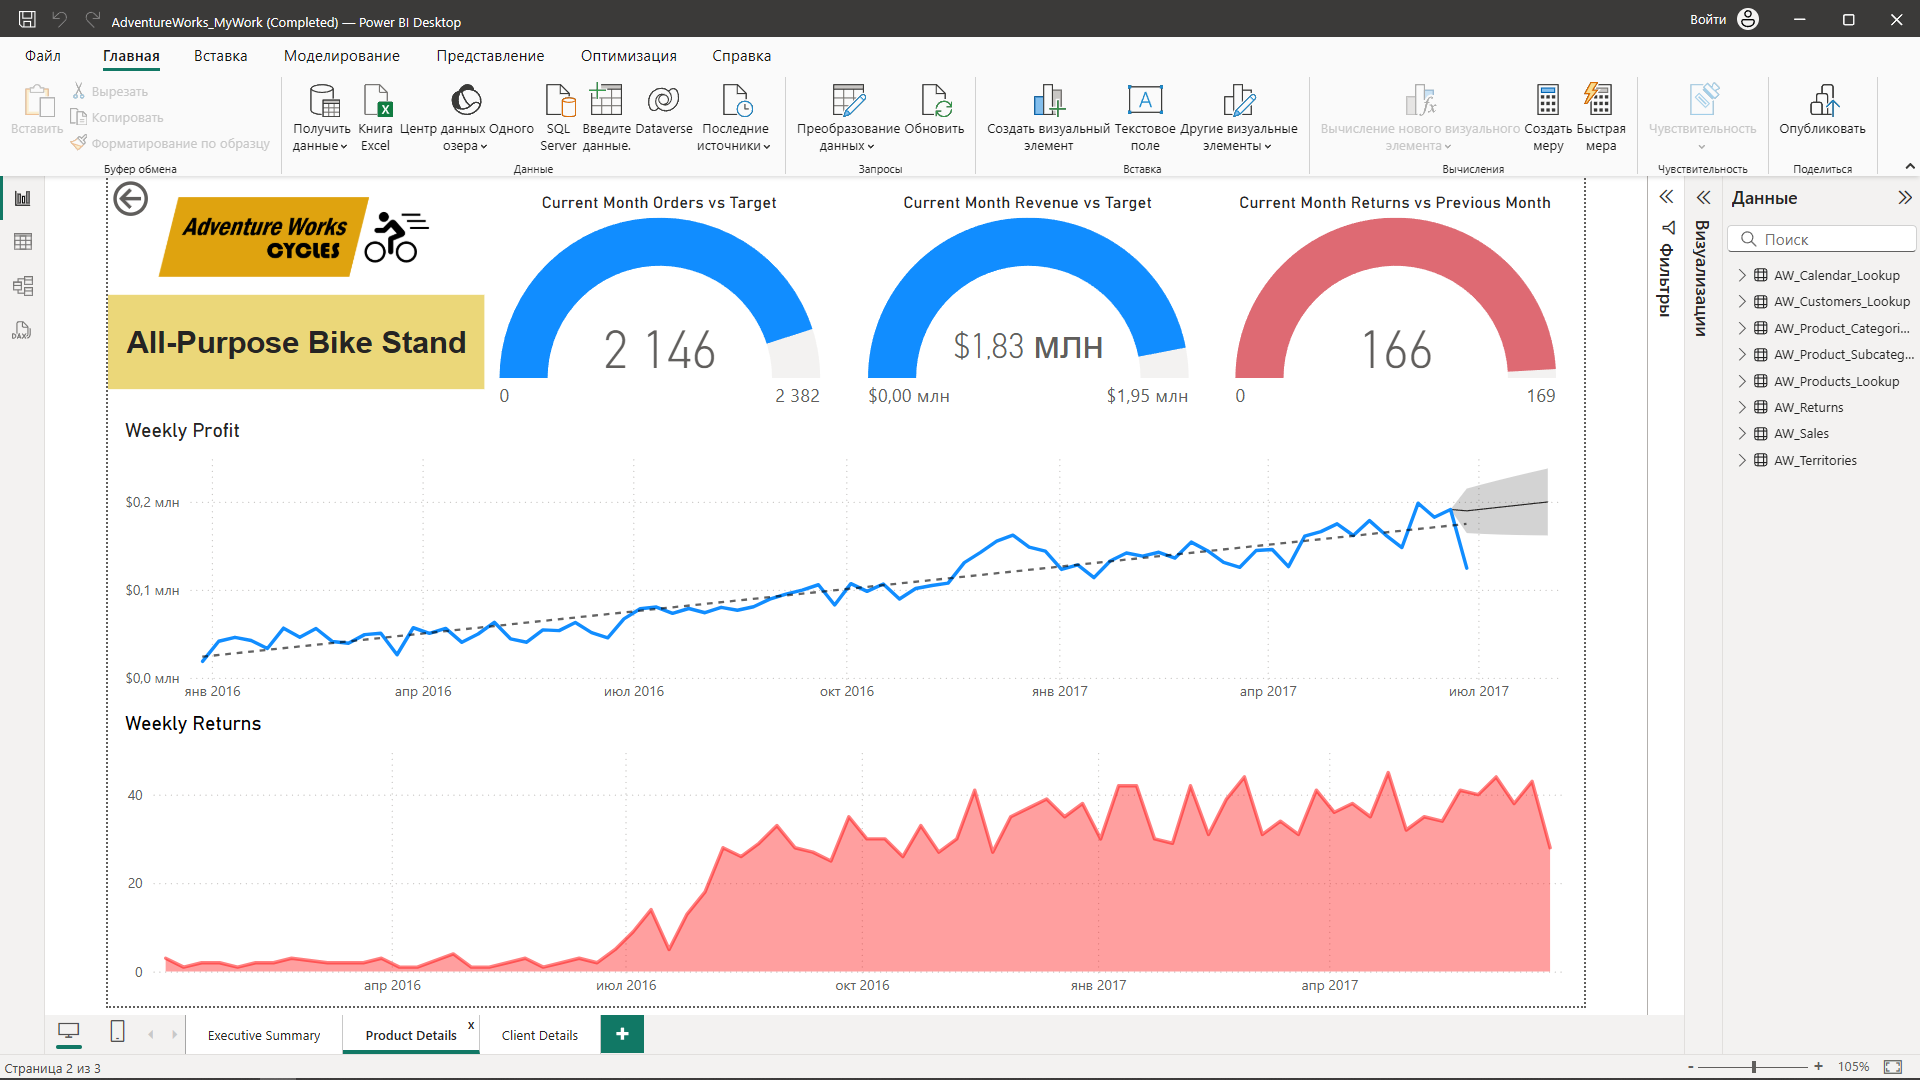 AdventureWorks_MyWork (Completed) — Power BI Desktop
Войти
Файл
Главная
Вставка
Моделирование
Представление
Оптимизация
Справка
Вставить
Вырезать
Копировать
Форматирование по образцу
Буфер обмена
Получить данные
Книга Excel
Центр данных Одного озера
SQL Server
Введите данные.
Dataverse
Последние источники
Данные
Преобразование данных
Обновить
Запросы
Создать визуальный элемент
Текстовое поле
Другие визуальные элементы
Вставка
Вычисление нового визуального элемента
Создать меру
Быстрая мера
Вычисления
Чувствительность
Чувствительность
Опубликовать
Поделиться
DAX
Adventure Works
CYCLES
All-Purpose Bike Stand
Current Month Orders vs Target
2 146
0
2 382
Current Month Revenue vs Target
$1,83 млн
$0,00 млн
$1,95 млн
Current Month Returns vs Previous Month
166
0
169
Weekly Profit
$0,2 млн
$0,1 млн
$0,0 млн
янв 2016
апр 2016
июл 2016
окт 2016
янв 2017
апр 2017
июл 2017
Weekly Returns
40
20
0
апр 2016
июл 2016
окт 2016
янв 2017
апр 2017
Фильтры
Визуализации
Данные
Поиск
AW_Calendar_Lookup
AW_Customers_Lookup
AW_Product_Categori...
AW_Product_Subcateg...
AW_Products_Lookup
AW_Returns
AW_Sales
AW_Territories
Executive Summary
Product Details
x
Client Details
+
Страница 2 из 3
- + 105%